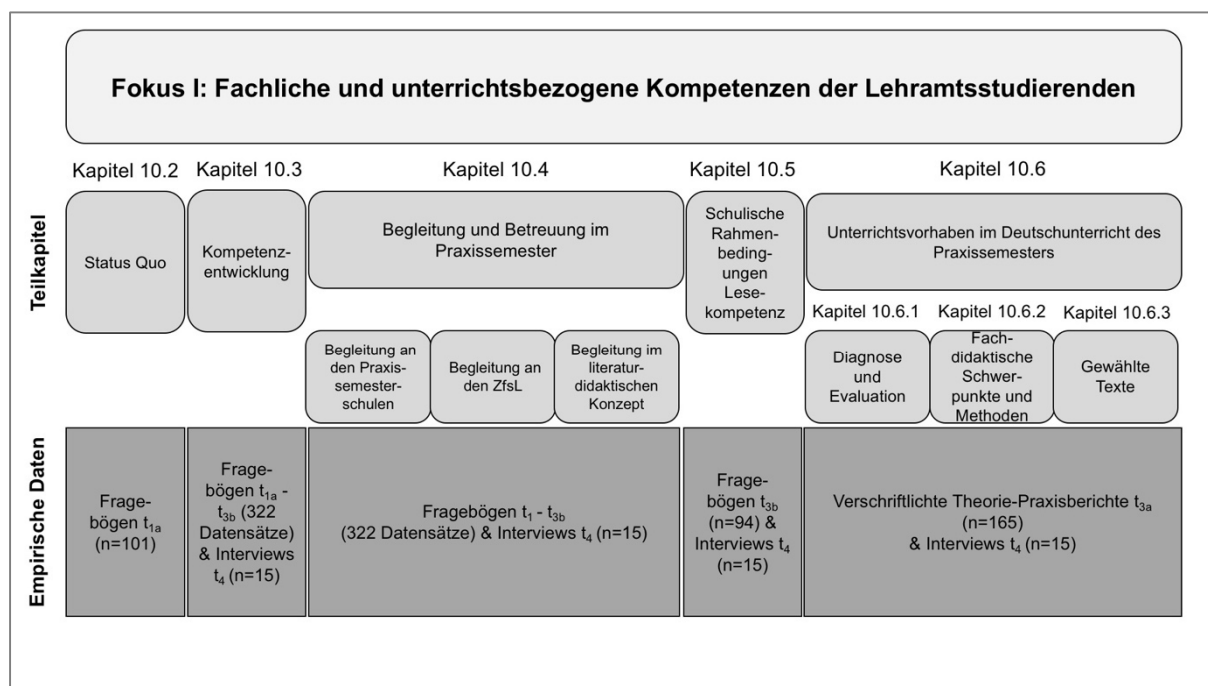 Fokus I: Fachliche und unterrichtsbezogene Kompetenzen der Lehramtsstudierenden
Kapitel 10.2
Kapitel 10.3
Kapitel 10.4
Kapitel 10.5
Kapitel 10.6
Teilkapitel
Status Quo
Kompetenz-
entwicklung
Begleitung und Betreuung im
Praxissemester
Schulische
Rahmen-
beding-
ungen
Lese-
kompetenz
Unterrichtsvorhaben im Deutschunterricht des
Praxissemesters
Kapitel 10.6.1
Kapitel 10.6.2
Kapitel 10.6.3
Begleitung an
den Praxis-
semester-
schulen
Begleitung an
den ZfsL
Begleitung im
literatur-
didaktischen
Konzept
Diagnose
und
Evaluation
Fach-
didaktische
Schwer-
punkte und
Methoden
Gewählte
Texte
Empirische Daten
Frage-
bögen t1a
(n=101)
Frage-
bögen t1a -
t3b (322
Datensätze)
& Interviews
t4 (n=15)
Fragebögen t1 - t3b
(322 Datensätze) & Interviews t4 (n=15)
Frage-
bögen t3b
(n=94) &
Interviews t4
(n=15)
Verschriftlichte Theorie-Praxisberichte t3a
(n=165)
& Interviews t4 (n=15)